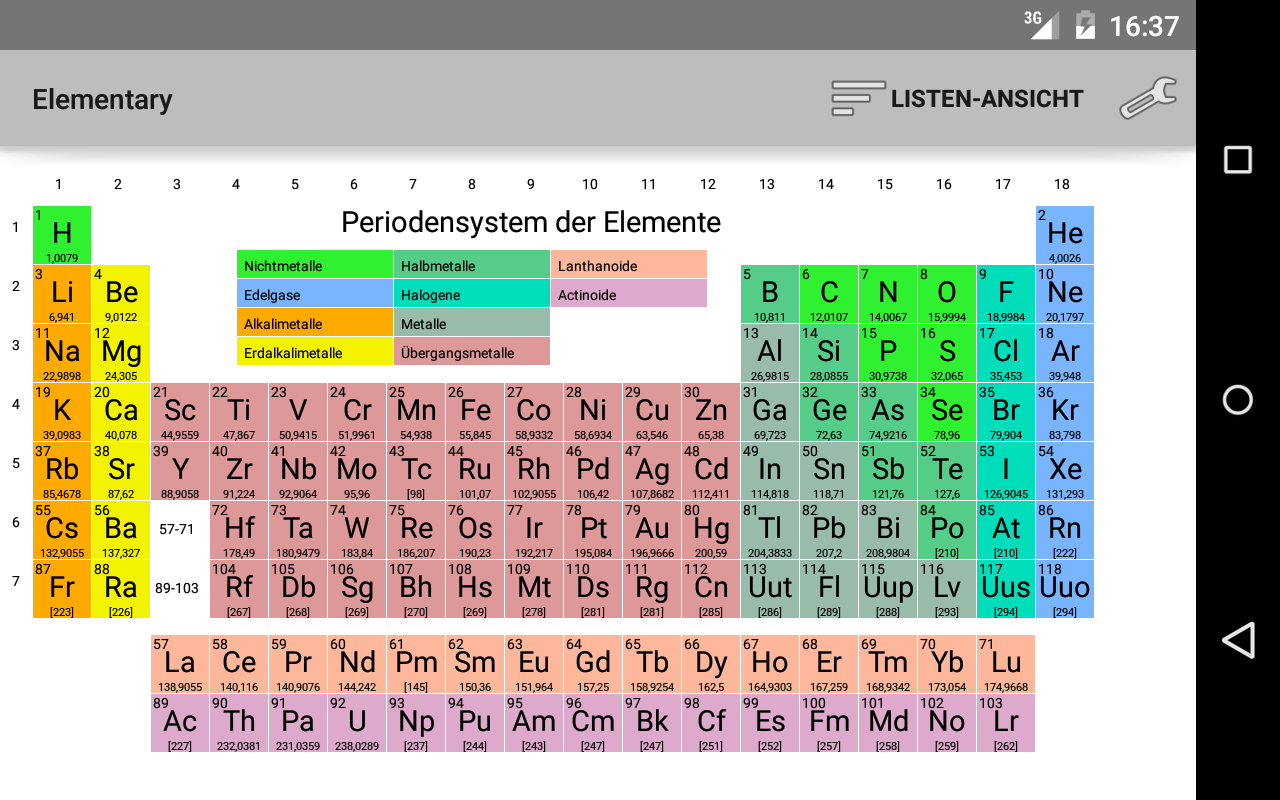 3G 16:37
Elementary LISTEN-ANSICHT
1 2 3 4 5 6 7 8 9 10 11 12 13 14 15 16 17 18
Periodensystem der Elemente
Nichtmetalle Halbmetalle Lanthanoide
Edelgase Halogene Actinoide
Alkalimetalle Metalle
Erdalkalimetalle Übergangsmetalle
1
1 2
H He
1,0079 4,0026
2
3 4 5 6 7 8 9 10
Li Be B C N O F Ne
6,941 9,0122 10,811 12,0107 14,0067 15,9994 18,9984 20,1797
3
11 12 13 14 15 16 17 18
Na Mg Al Si P S Cl Ar
22,9898 24,305 26,9815 28,0855 30,9738 32,065 35,453 39,948
4
19 20 21 22 23 24 25 26 27 28 29 30 31 32 33 34 35 36
K Ca Sc Ti V Cr Mn Fe Co Ni Cu Zn Ga Ge As Se Br Kr
39,0983 40,078 44,9559 47,867 50,9415 51,9961 54,938 55,845 58,9332 58,6934 63,546 65,38 69,723 72,63 74,9216 78,96 79,904 83,798
5
37 38 39 40 41 42 43 44 45 46 47 48 49 50 51 52 53 54
Rb Sr Y Zr Nb Mo Tc Ru Rh Pd Ag Cd In Sn Sb Te I Xe
85,4678 87,62 88,9058 91,224 92,9064 95,96 [98] 101,07 102,9055 106,42 107,8682 112,411 114,818 118,71 121,76 127,6 126,9045 131,293
6
55 56 72 73 74 75 76 77 78 79 80 81 82 83 84 85 86
Cs Ba 57-71 Hf Ta W Re Os Ir Pt Au Hg Tl Pb Bi Po At Rn
132,9055 137,327 178,49 180,9479 183,84 186,207 190,23 192,217 195,084 196,9666 200,59 204,3833 207,2 208,9804 [210] [210] [222]
7
87 88 104 105 106 107 108 109 110 111 112 113 114 115 116 117 118
Fr Ra 89-103 Rf Db Sg Bh Hs Mt Ds Rg Cn Uut Fl Uup Lv Uus Uuo
[223] [226] [267] [268] [269] [270] [269] [278] [281] [281] [285] [286] [289] [288] [293] [294] [294]
57 58 59 60 61 62 63 64 65 66 67 68 69 70 71
La Ce Pr Nd Pm Sm Eu Gd Tb Dy Ho Er Tm Yb Lu
138,9055 140,116 140,9076 144,242 [145] 150,36 151,964 157,25 158,9254 162,5 164,9303 167,259 168,9342 173,054 174,9668
89 90 91 92 93 94 95 96 97 98 99 100 101 102 103
Ac Th Pa U Np Pu Am Cm Bk Cf Es Fm Md No Lr
[227] 232,0381 231,0359 238,0289 [237] [244] [243] [247] [247] [251] [252] [257] [258] [259] [262]